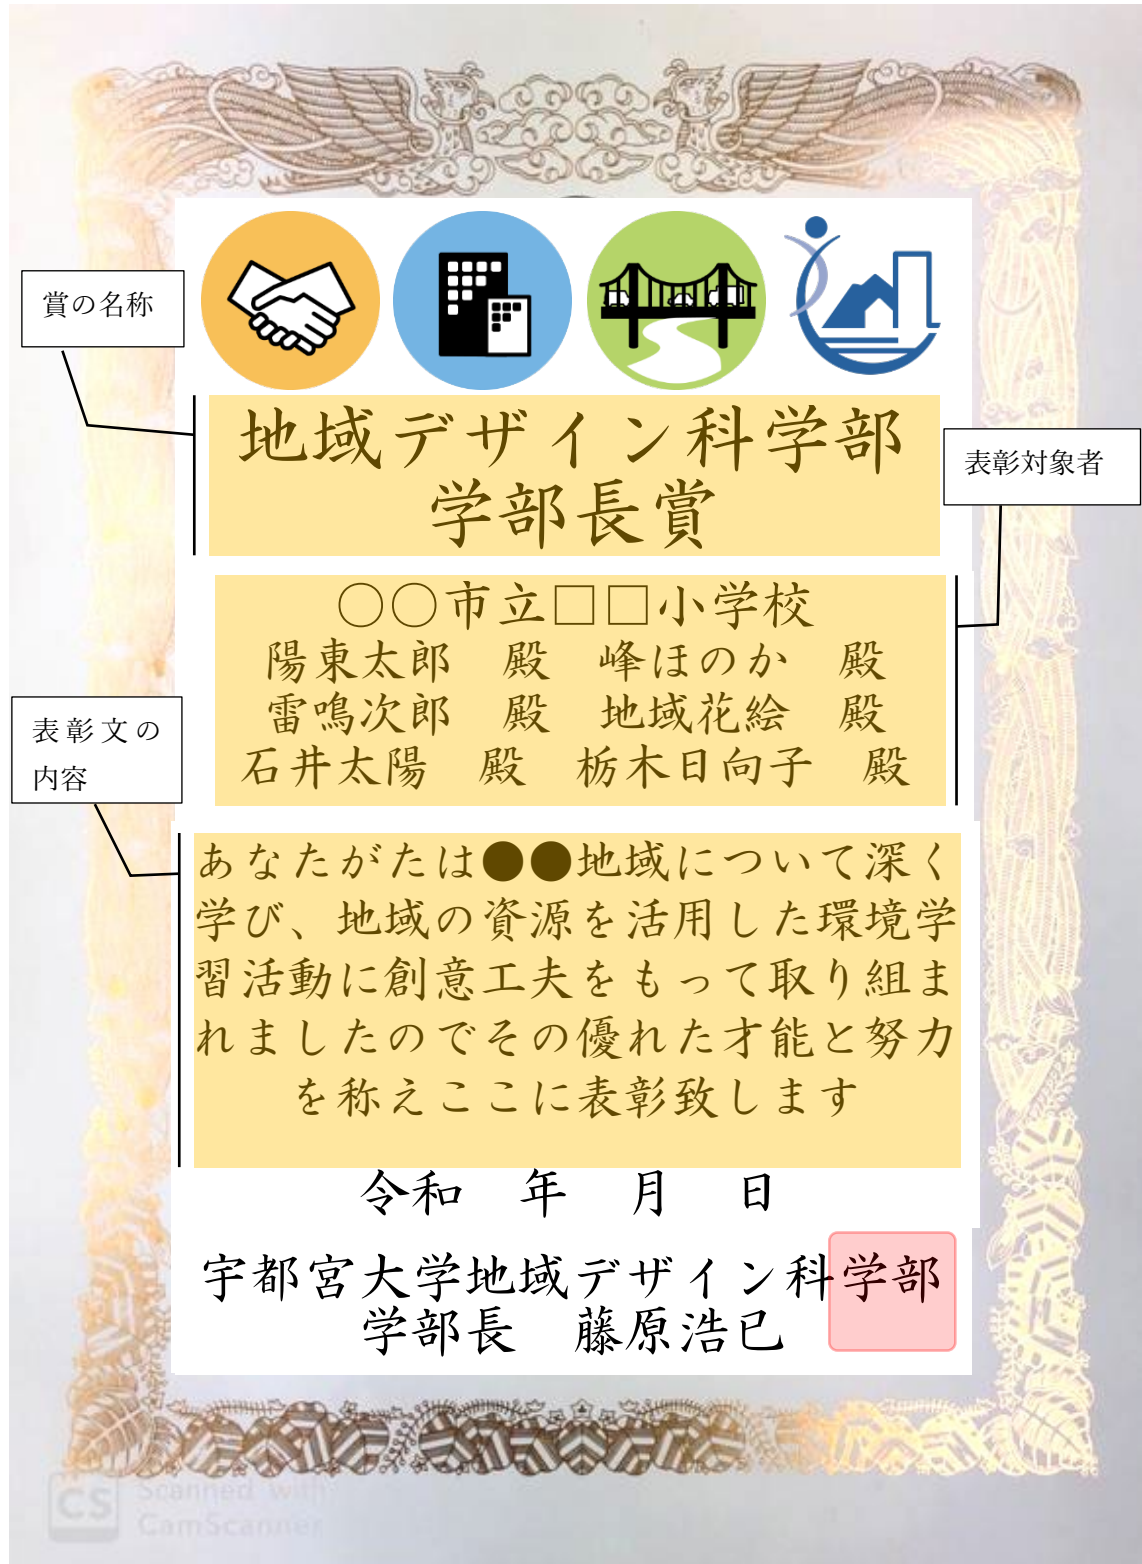 賞の名称
地域デザイン科学部
学部長賞
表彰対象者
〇〇市立□□小学校
陽東太郎　殿　峰ほのか　殿
雷鳴次郎　殿　地域花絵　殿
石井太陽　殿　栃木日向子　殿
表彰文の
内容
あなたがたは●●地域について深く
学び、地域の資源を活用した環境学
習活動に創意工夫をもって取り組ま
れましたのでその優れた才能と努力
を称えここに表彰致します
令和　年　月　日
宇都宮大学地域デザイン科学部
学部長　藤原浩已
CS
Scanned with
CamScanner